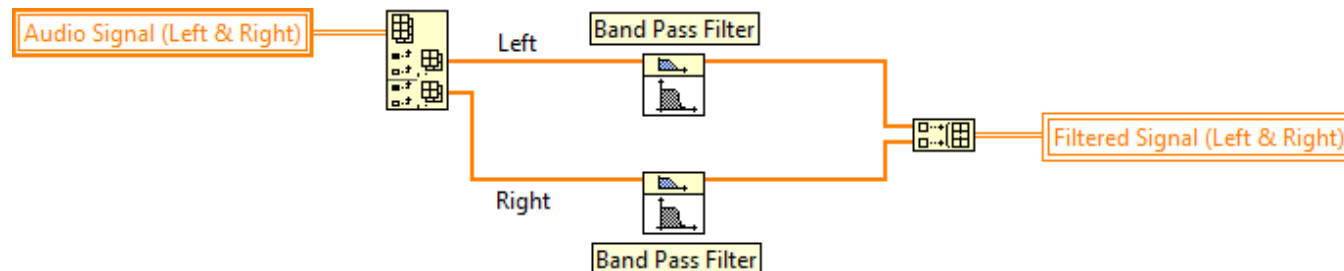 Audio Signal (Left & Right)
Left
Band Pass Filter
Filtered Signal (Left & Right)
Right
Band Pass Filter